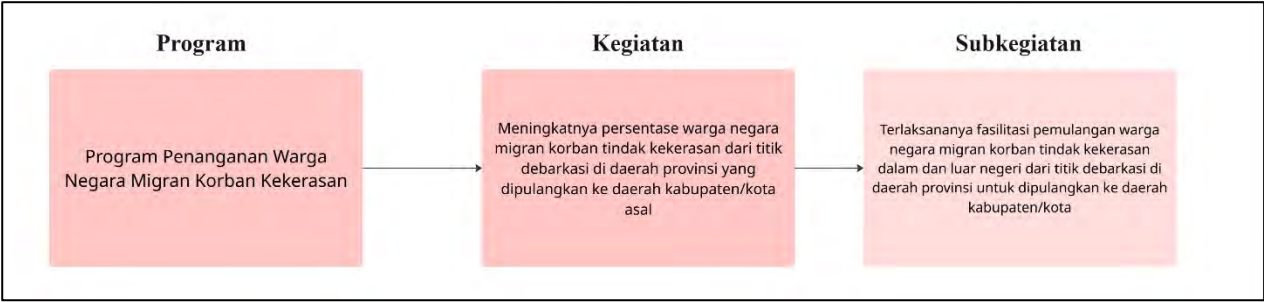 Program
Kegiatan
Subkegiatan
Program Penanganan Warga
Negara Migran Korban Kekerasan
Meningkatnya persentase warga negara
migran korban tindak kekerasan dari titik
debarkasi di daerah provinsi yang
dipulangkan ke daerah kabupaten/kota
asal
Terlaksananya fasilitasi pemulangan warga
negara migran korban tindak kekerasan
dalam dan luar negeri dari titik debarkasi di
daerah provinsi untuk dipulangkan ke daerah
kabupaten/kota